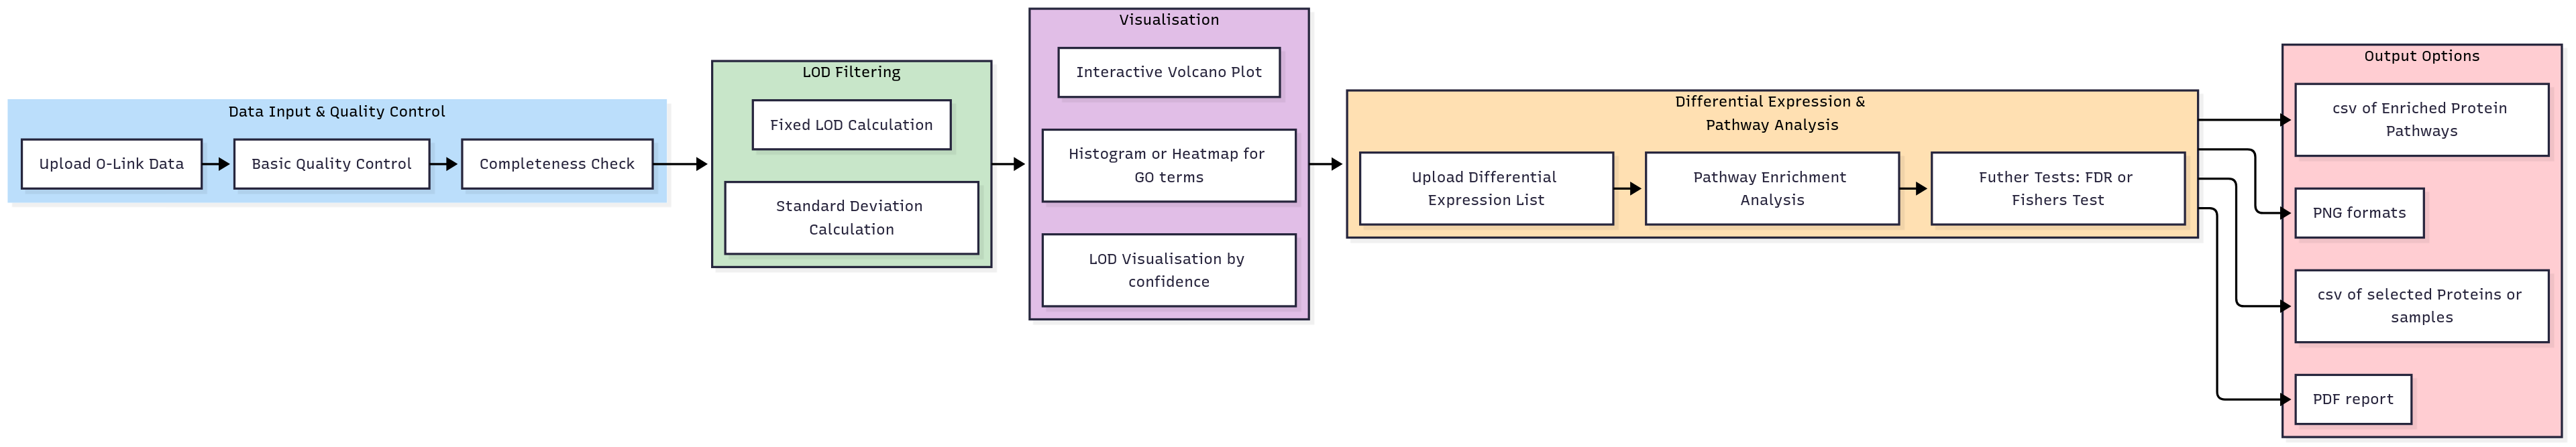 Data Input & Quality Control
Upload O-Link Data
Basic Quality Control
Completeness Check
LOD Filtering
Fixed LOD Calculation
Standard Deviation
Calculation
Visualisation
Interactive Volcano Plot
Histogram or Heatmap for
GO terms
LOD Visualisation by
confidence
Differential Expression &
Pathway Analysis
Upload Differential
Expression List
Pathway Enrichment
Analysis
Futher Tests: FDR or
Fishers Test
Output Options
csv of Enriched Protein
Pathways
PNG formats
csv of selected Proteins or
samples
PDF report